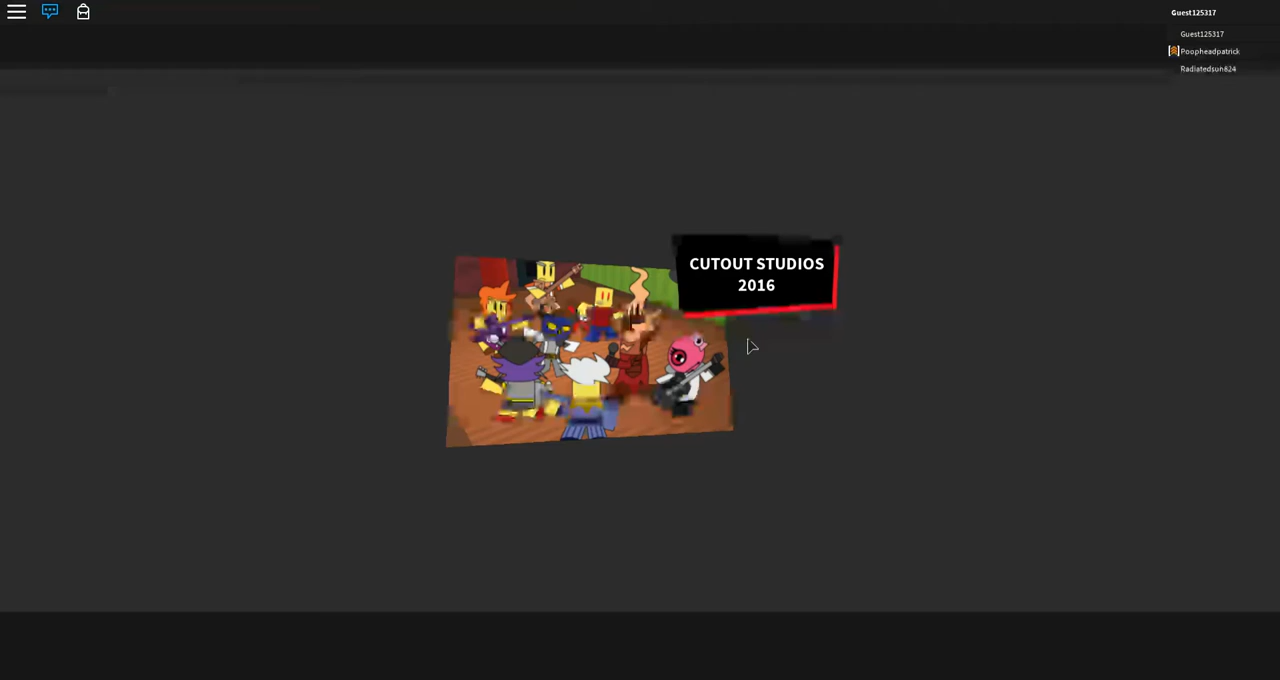 Guest125317
Guest125317
Poopheadpatrick
Radiatedsun824
CUTOUT STUDIOS
2016